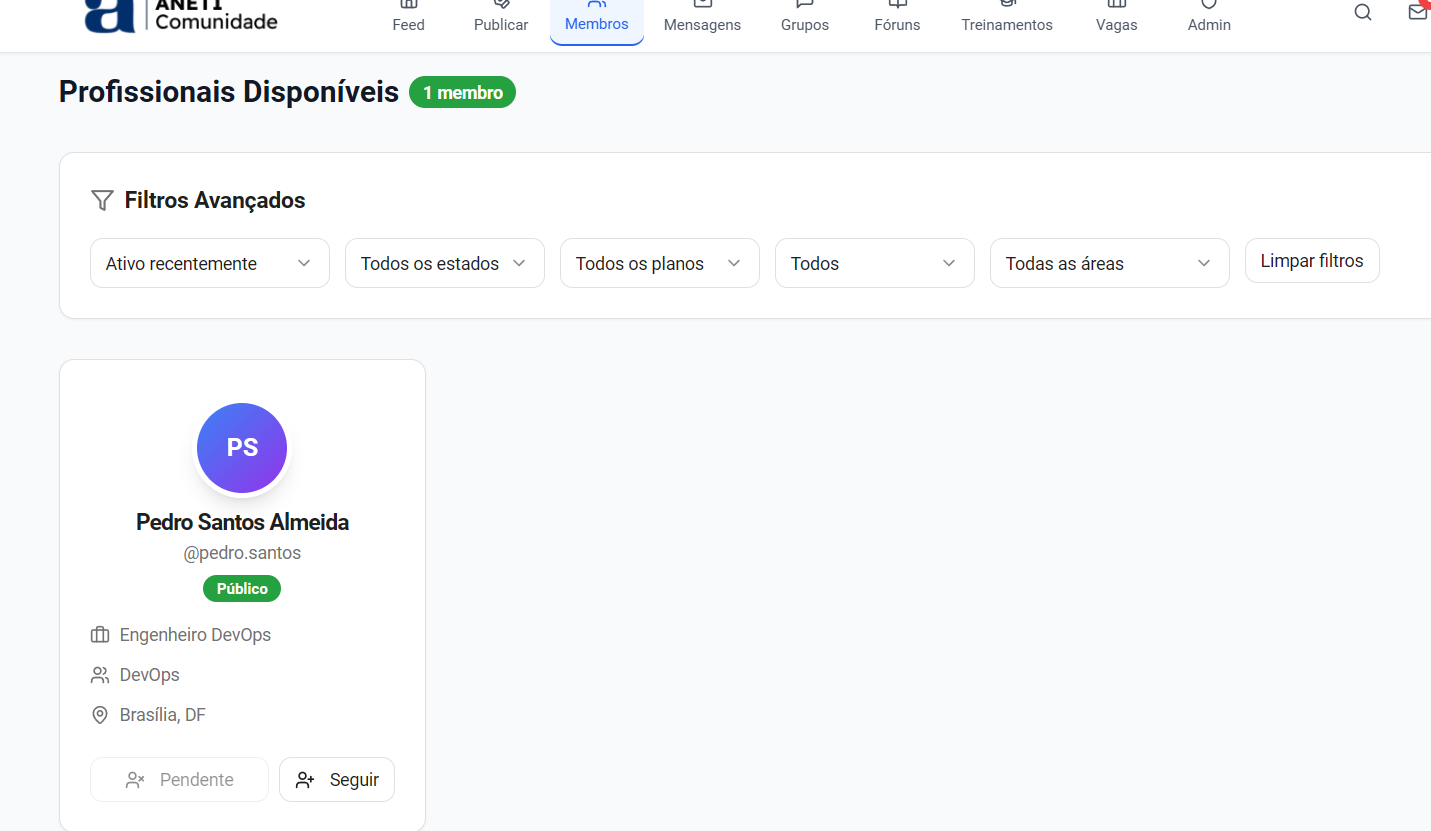 ANETI
Comunidade
Feed
Publicar
Membros
Mensagens
Grupos
Fóruns
Treinamentos
Vagas
Admin
Profissionais Disponíveis
1 membro
Filtros Avançados
Ativo recentemente
Todos os estados
Todos os planos
Todos
Todas as áreas
Limpar filtros
PS
Pedro Santos Almeida
@pedro.santos
Público
Engenheiro DevOps
DevOps
Brasília, DF
Pendente
Seguir